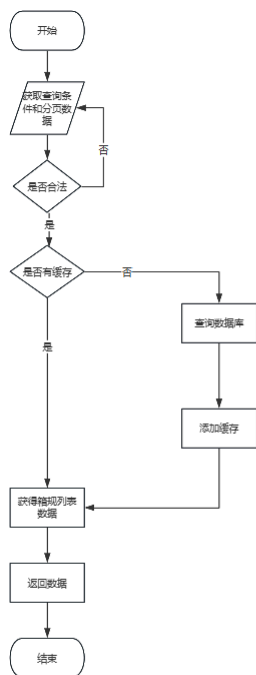 开始
获取查询条
件和分页数
据
否
是否合法
是
是否有缓存
否
查询数据库
是
添加缓存
获得箱规列表
数据
返回数据
结束